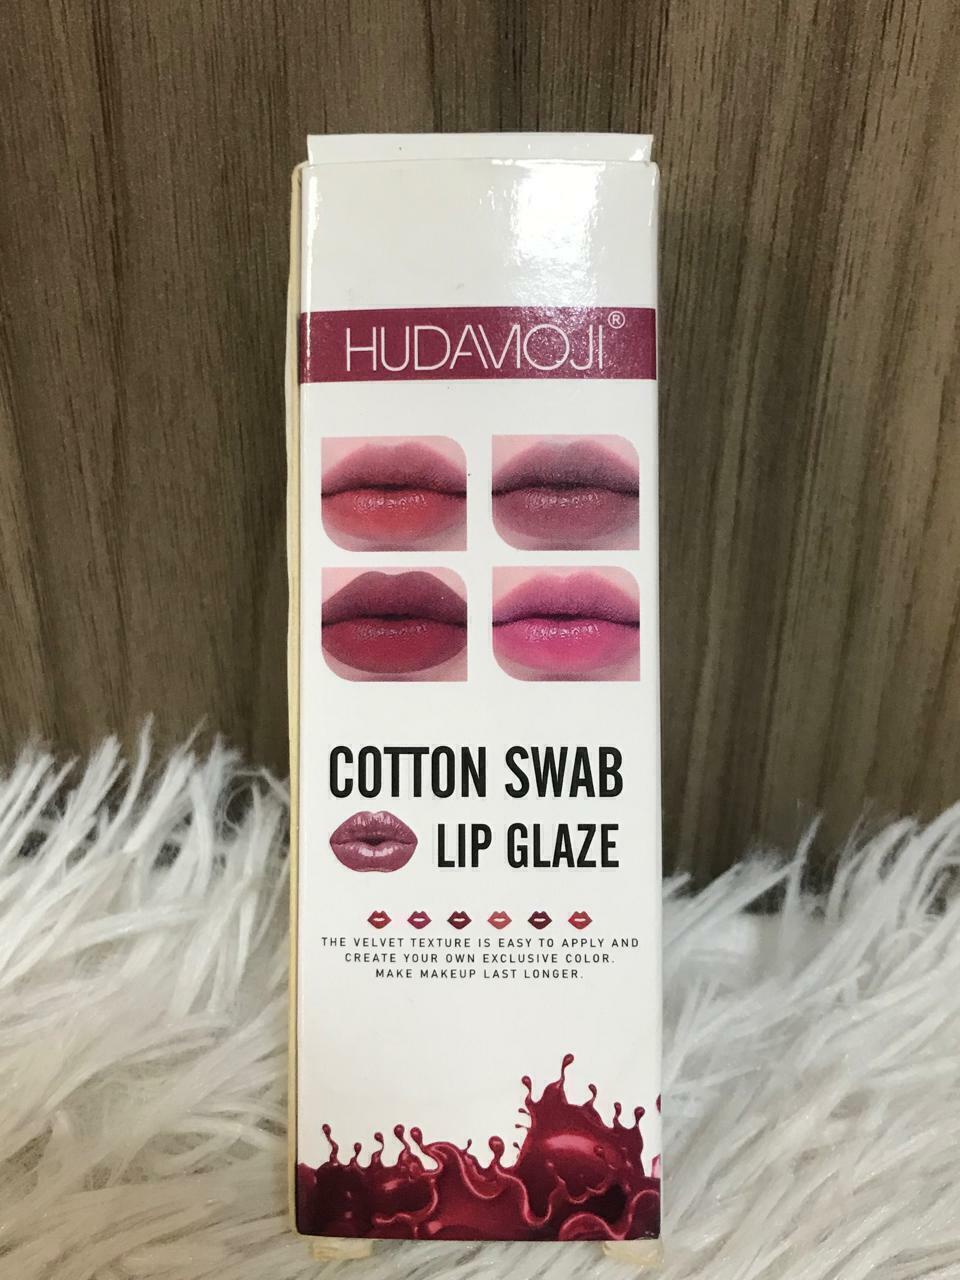 HUDAMOJI®
COTTON SWAB
LIP GLAZE
THE VELVET TEXTURE IS EASY TO APPLY AND
CREATE YOUR OWN EXCLUSIVE COLOR.
MAKE MAKEUP LAST LONGER.